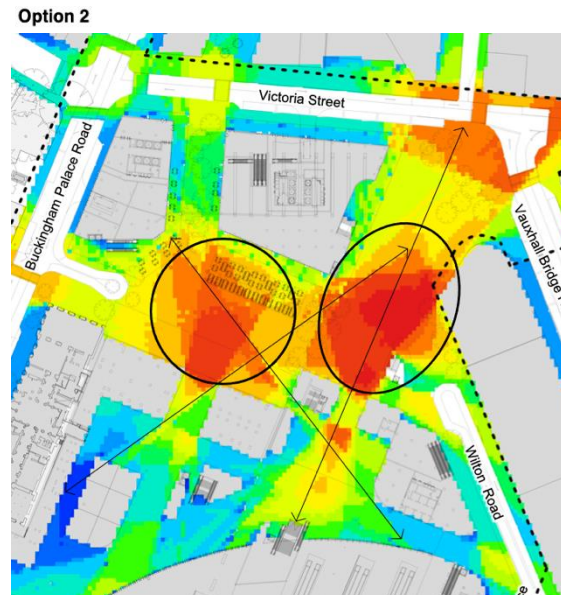 Option 2
Victoria Street
Buckingham Palace Road
Vauxhall Bridge
Wilton Road